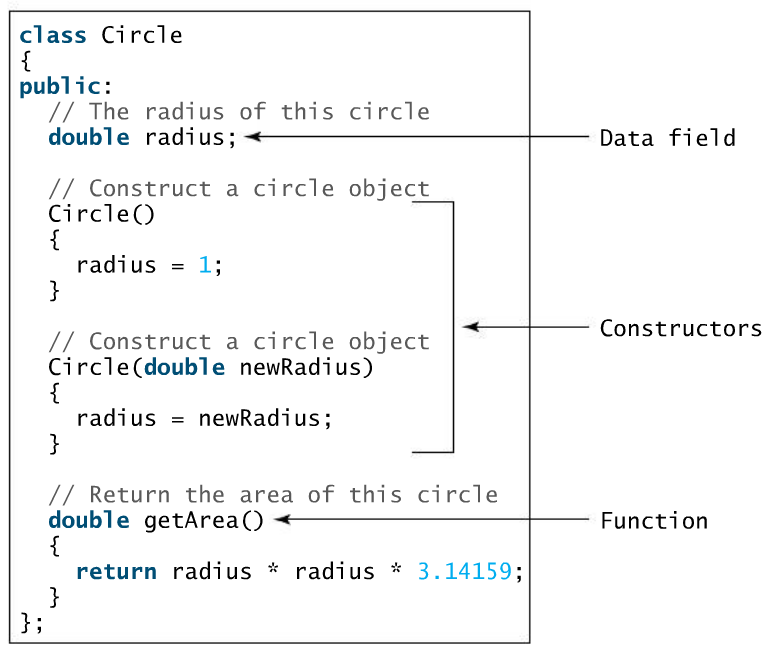 class Circle
{
public:
// The radius of this circle
double radius;
Data field
// Construct a circle object
Circle()
{
radius = 1;
}
Constructors
// Construct a circle object
Circle(double newRadius)
{
radius = newRadius;
}
// Return the area of this circle
double getArea()
Function
{
return radius * radius * 3.14159;
}
};